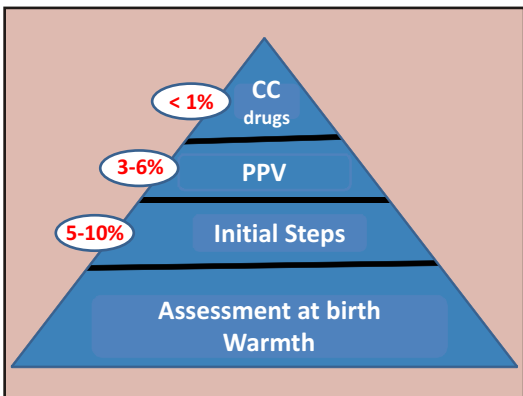 < 1%
CC
drugs
3-6%
PPV
5-10%
Initial Steps
Assessment at birth
Warmth